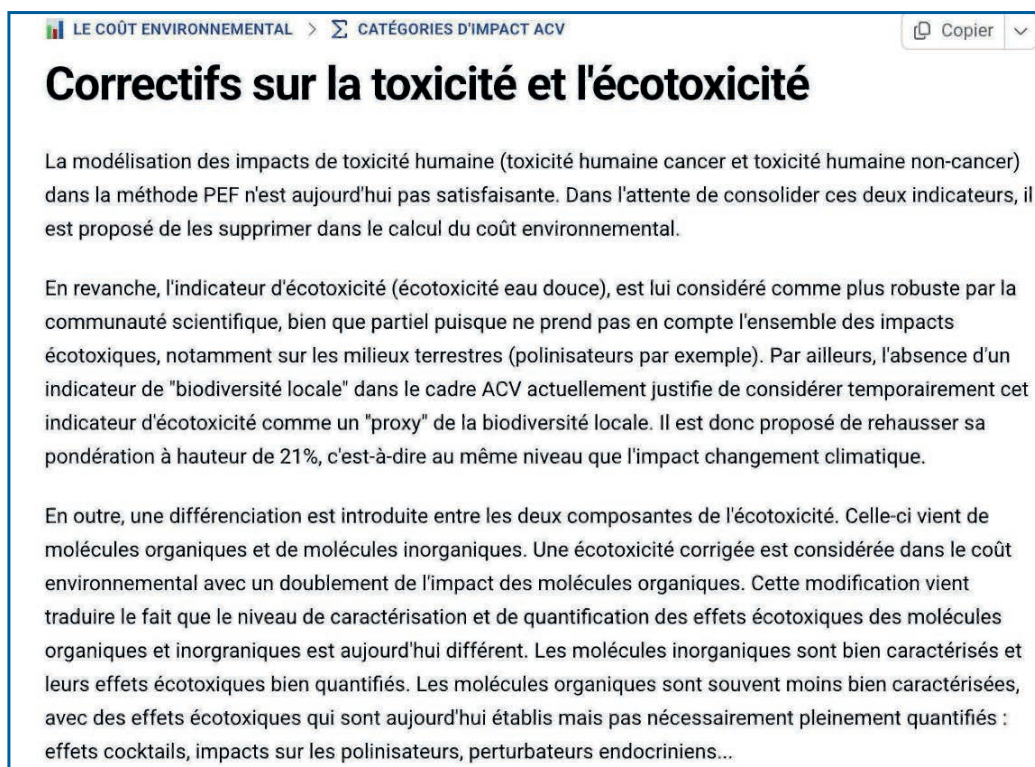 LE COÛT ENVIRONNEMENTAL > Σ CATÉGORIES D'IMPACT ACV Copier
Correctifs sur la toxicité et l'écotoxicité
La modélisation des impacts de toxicité humaine (toxicité humaine cancer et toxicité humaine non-cancer)
dans la méthode PEF n'est aujourd'hui pas satisfaisante. Dans l'attente de consolider ces deux indicateurs, il
est proposé de les supprimer dans le calcul du coût environnemental.
En revanche, l'indicateur d'écotoxicité (écotoxicité eau douce), est lui considéré comme plus robuste par la
communauté scientifique, bien que partiel puisque ne prend pas en compte l'ensemble des impacts
écotoxiques, notamment sur les milieux terrestres (polinisateurs par exemple). Par ailleurs, l'absence d'un
indicateur de "biodiversité locale" dans le cadre ACV actuellement justifie de considérer temporairement cet
indicateur d'écotoxicité comme un "proxy" de la biodiversité locale. Il est donc proposé de rehausser sa
pondération à hauteur de 21%, c'est-à-dire au même niveau que l'impact changement climatique.
En outre, une différenciation est introduite entre les deux composantes de l'écotoxicité. Celle-ci vient de
molécules organiques et de molécules inorganiques. Une écotoxicité corrigée est considérée dans le coût
environnemental avec un doublement de l'impact des molécules organiques. Cette modification vient
traduire le fait que le niveau de caractérisation et de quantification des effets écotoxiques des molécules
organiques et inorgraniques est aujourd'hui différent. Les molécules inorganiques sont bien caractérisés et
leurs effets écotoxiques bien quantifiés. Les molécules organiques sont souvent moins bien caractérisées,
avec des effets écotoxiques qui sont aujourd'hui établis mais pas nécessairement pleinement quantifiés :
effets cocktails, impacts sur les polinisateurs, perturbateurs endocriniens...